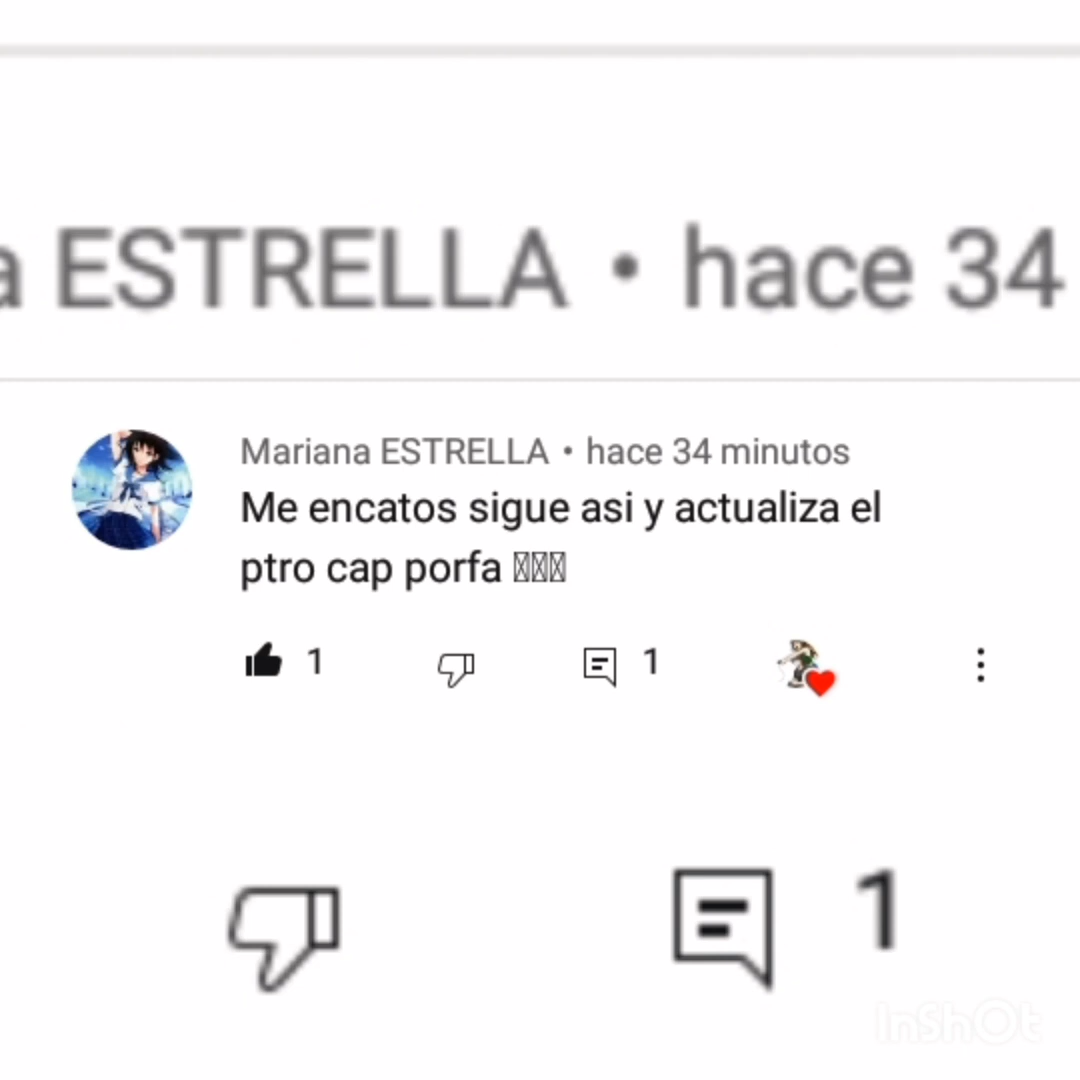 a ESTRELLA • hace 34
Mariana ESTRELLA • hace 34 minutos
Me encatos sigue asi y actualiza el
ptro cap porfa
1
1
1
InShOt